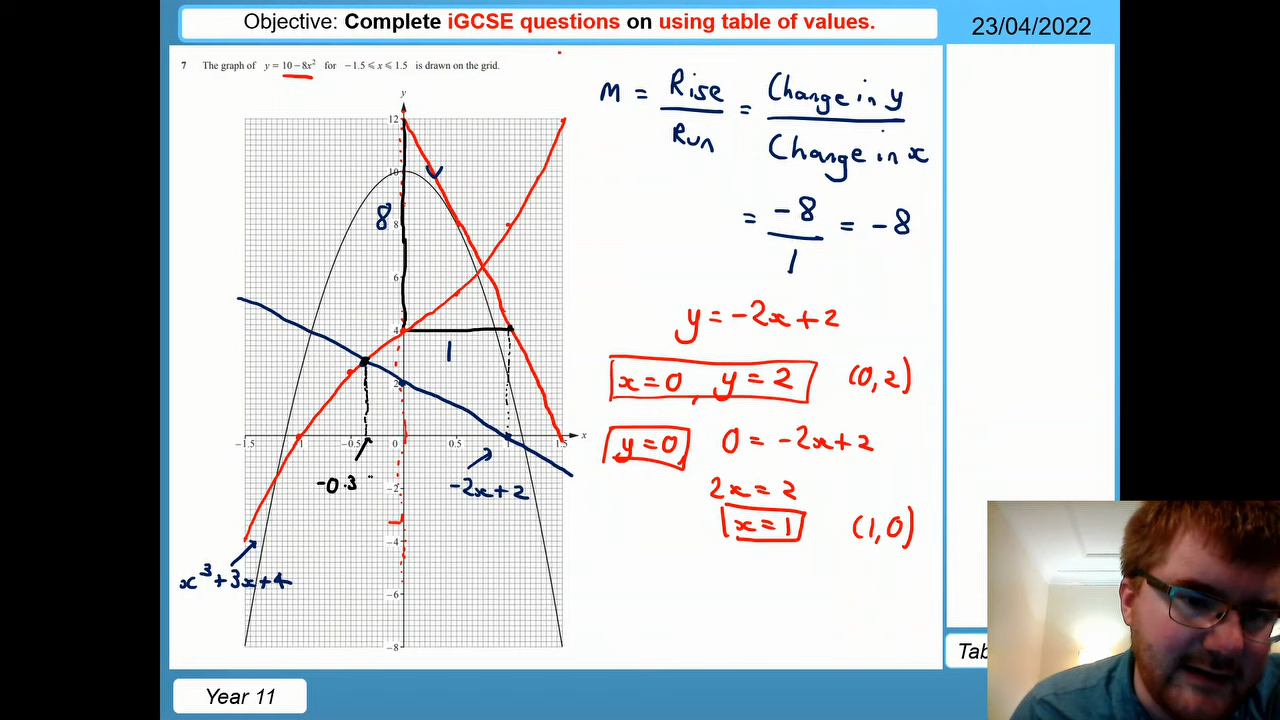 Objective: Complete iGCSE questions on using table of values.
23/04/2022
7 The graph of y = 10 – 8x² for –1.5 ⩽ x ⩽ 1.5 is drawn on the grid.
y
12
10
8
6
4
2
0
–2
–4
–6
–8
–1.5
–0.5
0.5
1.5
x
8
1
-0.3
-2x+2
x³+3x+4
M = Rise/Run = Change in y/Change in x
= -8/1 = -8
y = -2x+2
x=0, y=2 (0,2)
y=0 0 = -2x+2
2x = 2
x = 1 (1,0)
Year 11